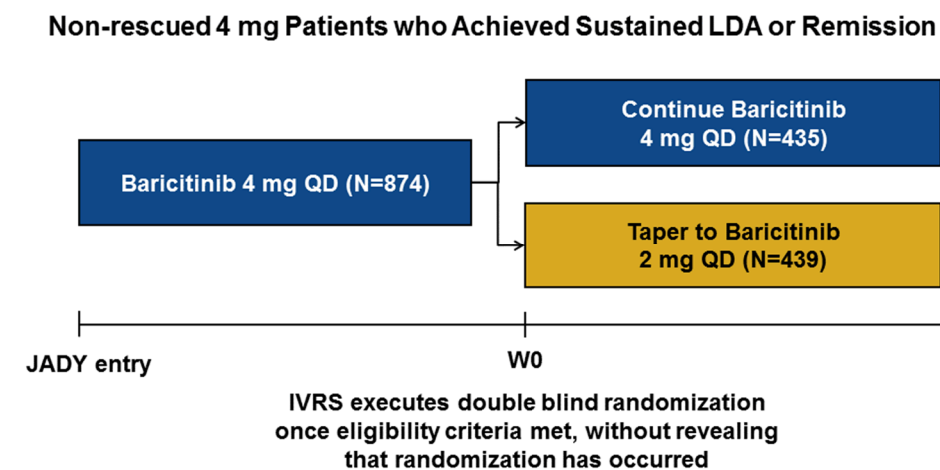 Non-rescued 4 mg Patients who Achieved Sustained LDA or Remission
Continue Baricitinib
4 mg QD (N=435)
Baricitinib 4 mg QD (N=874)
Taper to Baricitinib
2 mg QD (N=439)
JADY entry
W0
IVRS executes double blind randomization
once eligibility criteria met, without revealing
that randomization has occurred